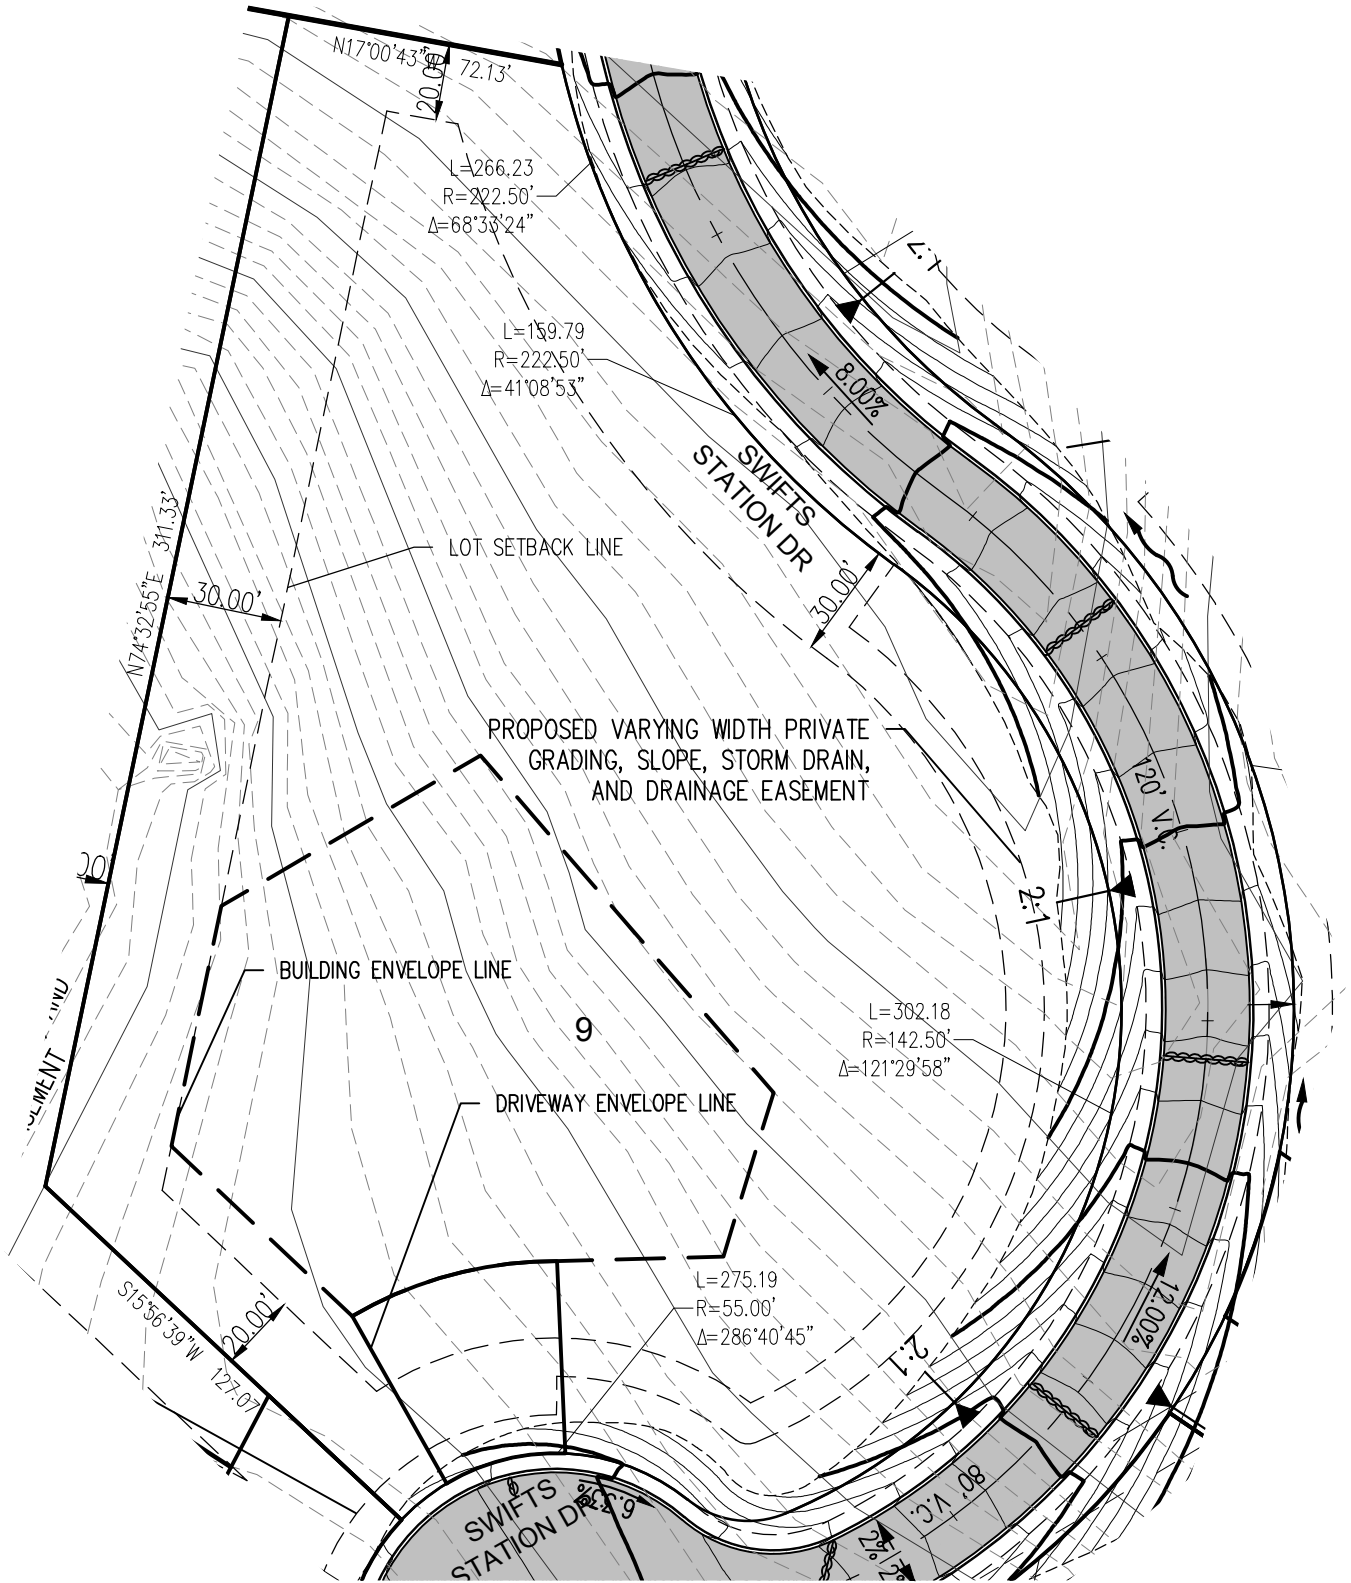 N17°00'43"W 72.13'
20.00
L=266.23
R=222.50'
Δ=68°33'24"
2:1
L=159.79
R=222.50'
Δ=41°08'53"
8.00%
SWIFTS
STATION DR
N74°32'55"E 311.33'
LOT SETBACK LINE
30.00'
30.00'
PROPOSED VARYING WIDTH PRIVATE
GRADING, SLOPE, STORM DRAIN,
AND DRAINAGE EASEMENT
120' V.C.
2:1
BUILDING ENVELOPE LINE
9
L=302.18
R=142.50'
Δ=121°29'58"
DRIVEWAY ENVELOPE LINE
L=275.19
R=55.00'
Δ=286°40'45"
S15°56'39"W 127.07
20.00'
2:1
12.00%
80' V.C.
6.33%
SWIFTS
STATION DR
2%
2%